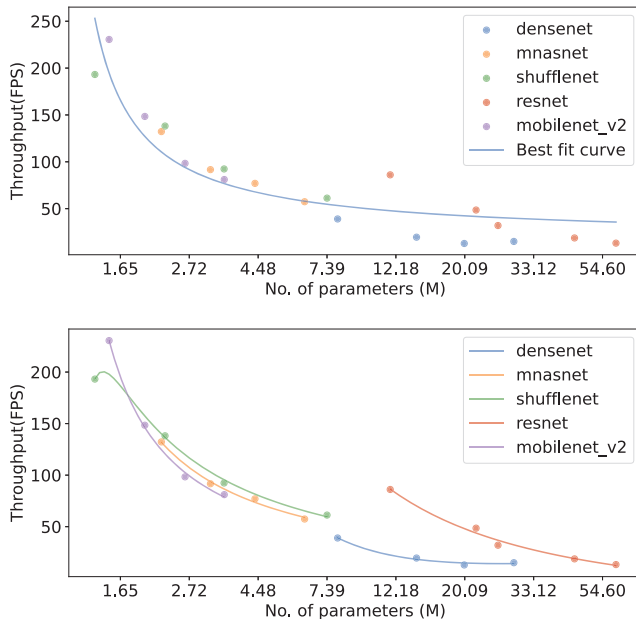 250
200
150
100
50
Throughput(FPS)
densenet
mnasnet
shufflenet
resnet
mobilenet_v2
Best fit curve
1.65 2.72 4.48 7.39 12.18 20.09 33.12 54.60
No. of parameters (M)
200
150
100
50
Throughput(FPS)
densenet
mnasnet
shufflenet
resnet
mobilenet_v2
1.65 2.72 4.48 7.39 12.18 20.09 33.12 54.60
No. of parameters (M)